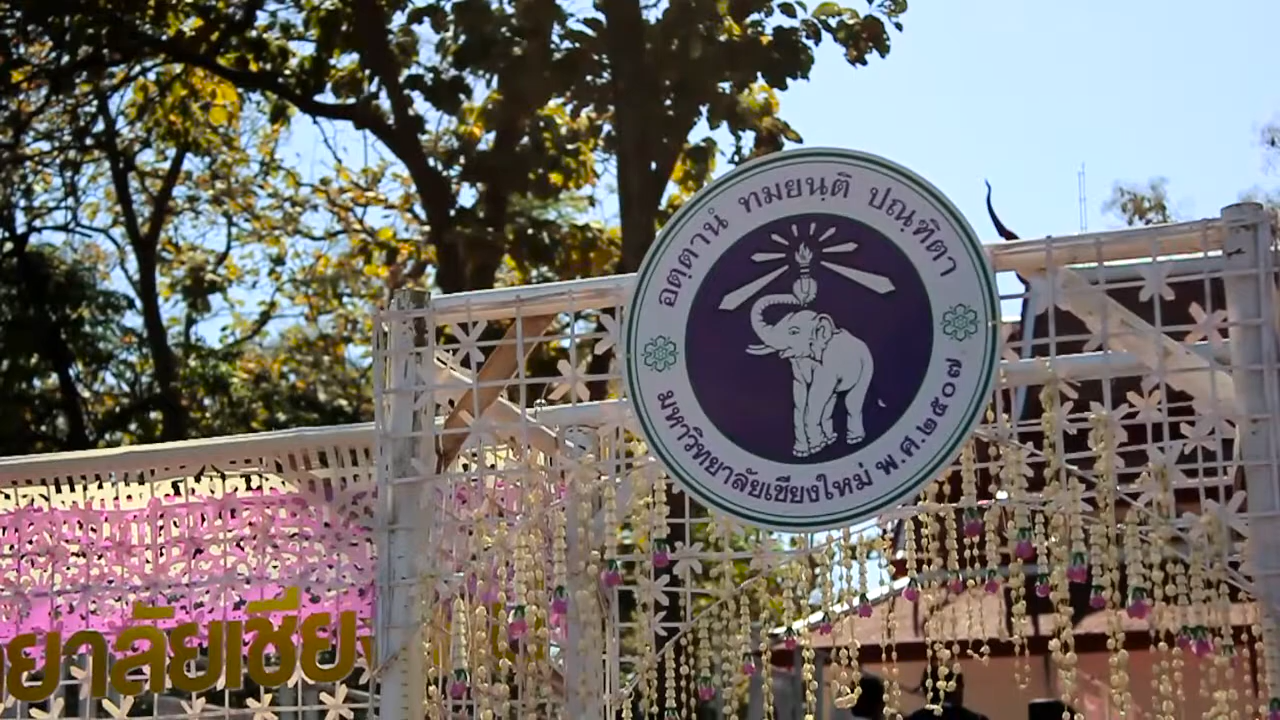 อตฺตานํ ทมยนฺติ ปณฺฑิตา
มหาวิทยาลัยเชียงใหม่ พ.ศ.๒๕๐๗
ยาลัยเชียง